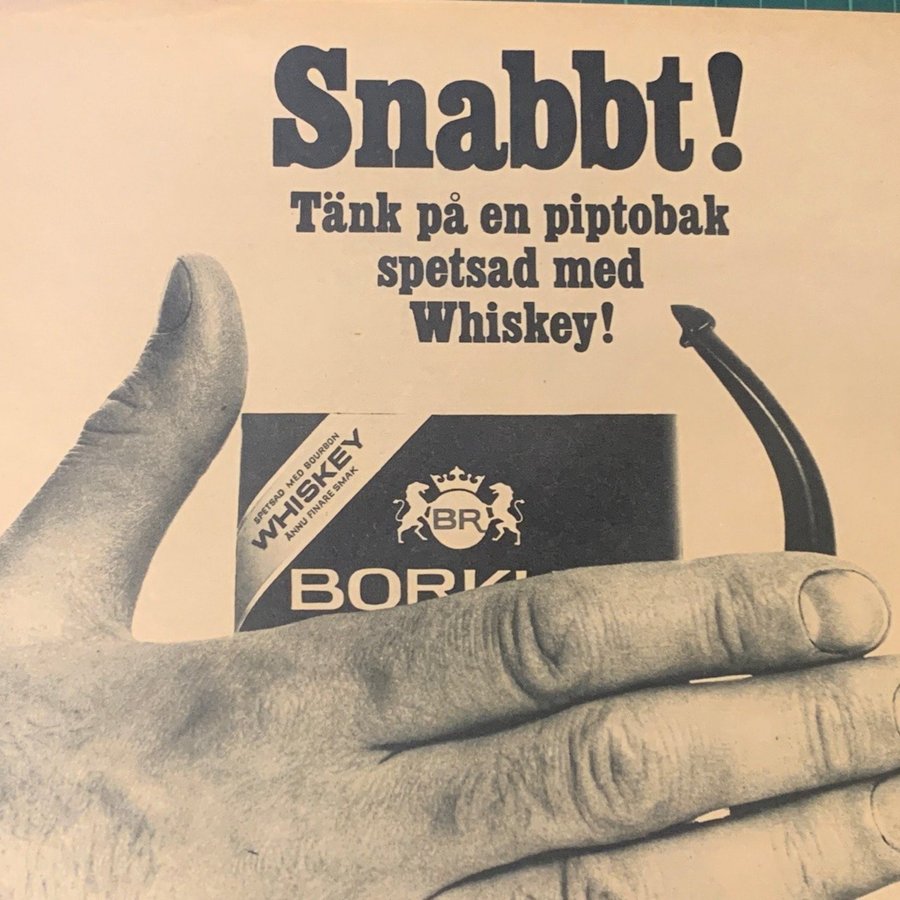 Snabbt!
Tänk på en piptobak
spetsad med
Whiskey!
SPETSAD MED BOURBON
WHISKEY
ÄNNU FINARE SMAK
BR